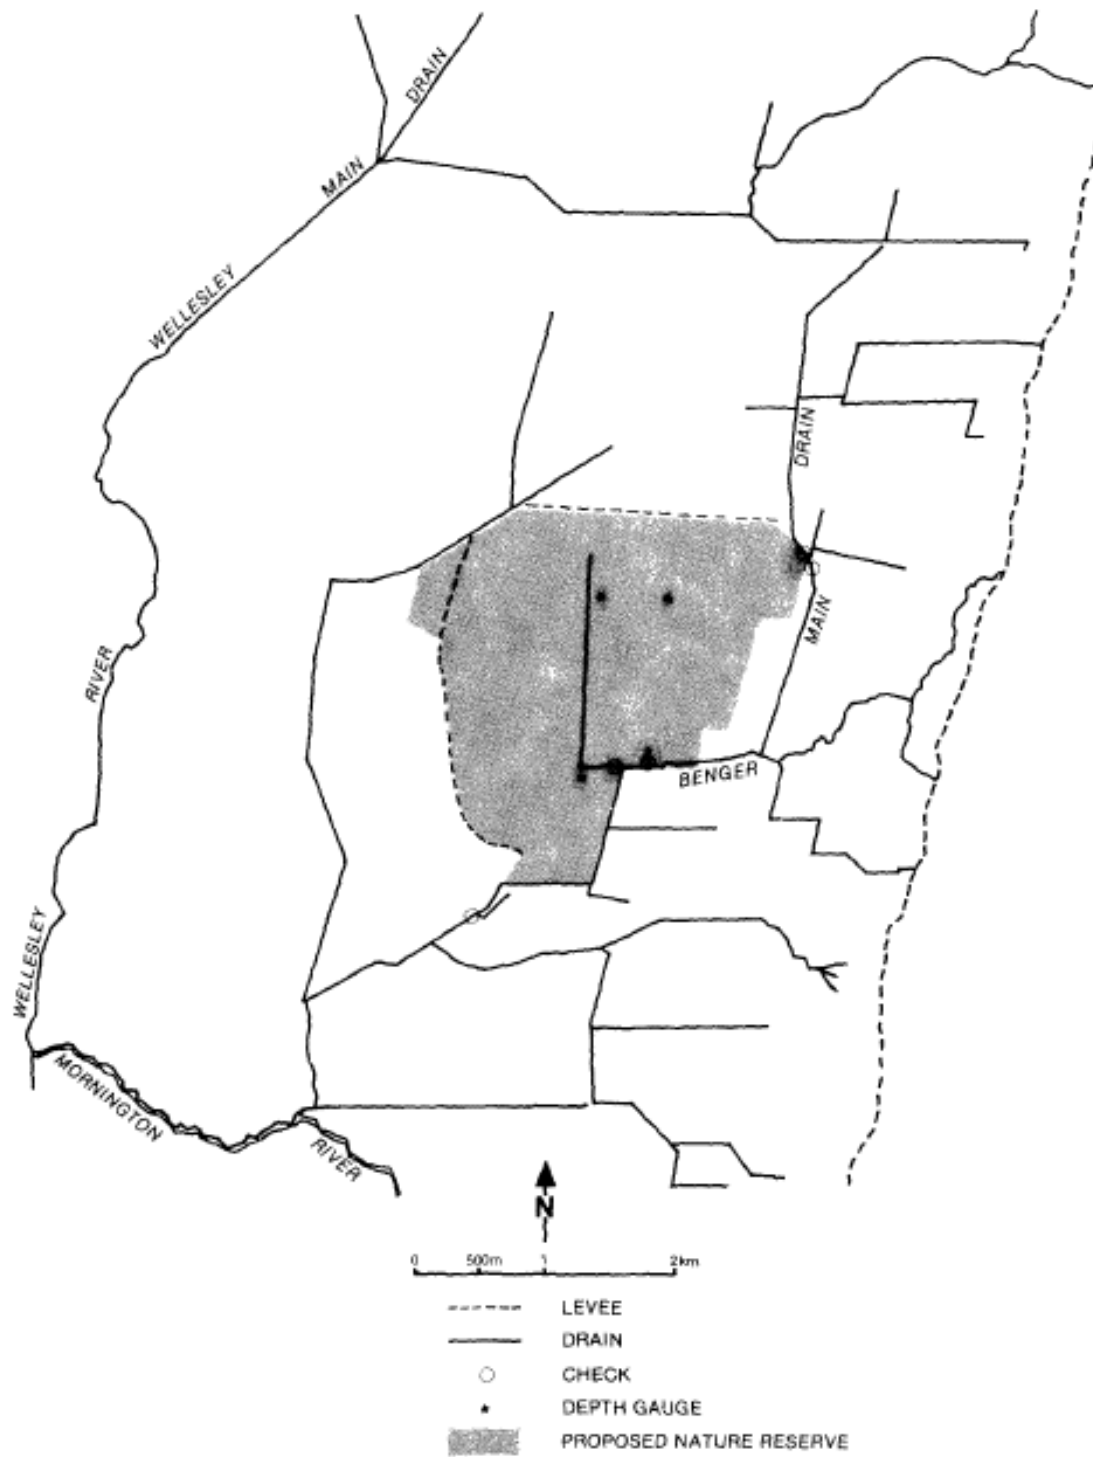 DRAIN
MAIN
WELLESLEY
DRAIN
RIVER
MAIN
BENGER
WELLESLEY
MORNINGTON
RIVER
N
0 500m 1 2km
LEVEE
DRAIN
CHECK
DEPTH GAUGE
PROPOSED NATURE RESERVE